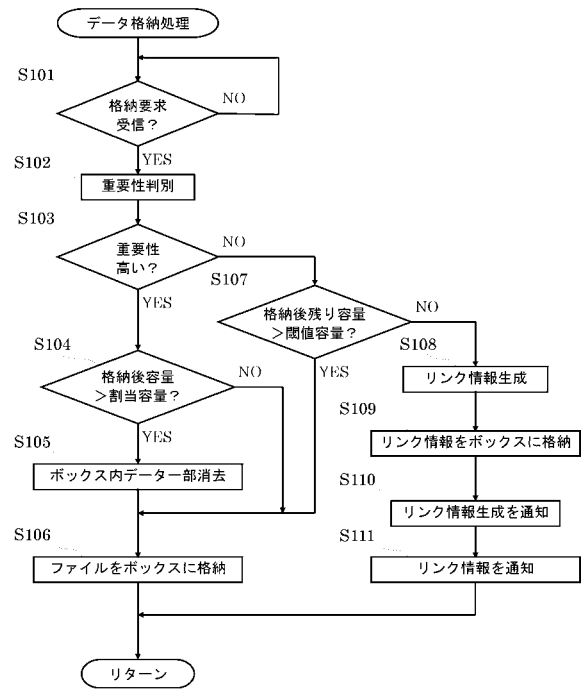 データ格納処理
S101
格納要求
受信？
NO
YES
S102
重要性判別
S103
重要性
高い？
NO
YES
S107
格納後残り容量
＞閾値容量？
NO
YES
S104
格納後容量
＞割当容量？
NO
YES
S108
リンク情報生成
S109
リンク情報をボックスに格納
S105
ボックス内データ一部消去
S110
リンク情報生成を通知
S106
ファイルをボックスに格納
S111
リンク情報を通知
リターン